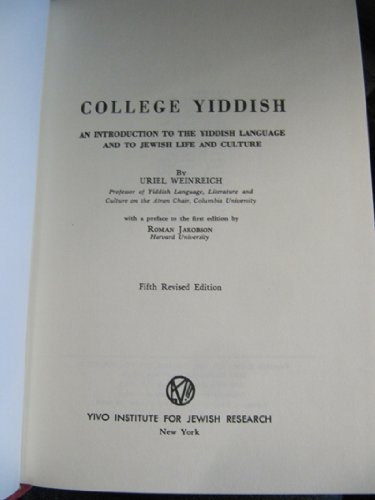 COLLEGE YIDDISH
AN INTRODUCTION TO THE YIDDISH LANGUAGE
AND TO JEWISH LIFE AND CULTURE
By
URIEL WEINREICH
Professor of Yiddish Language, Literature and
Culture on the Atran Chair, Columbia University
with a preface to the first edition by
ROMAN JAKOBSON
Harvard University
Fifth Revised Edition
YIVO INSTITUTE FOR JEWISH RESEARCH
New York